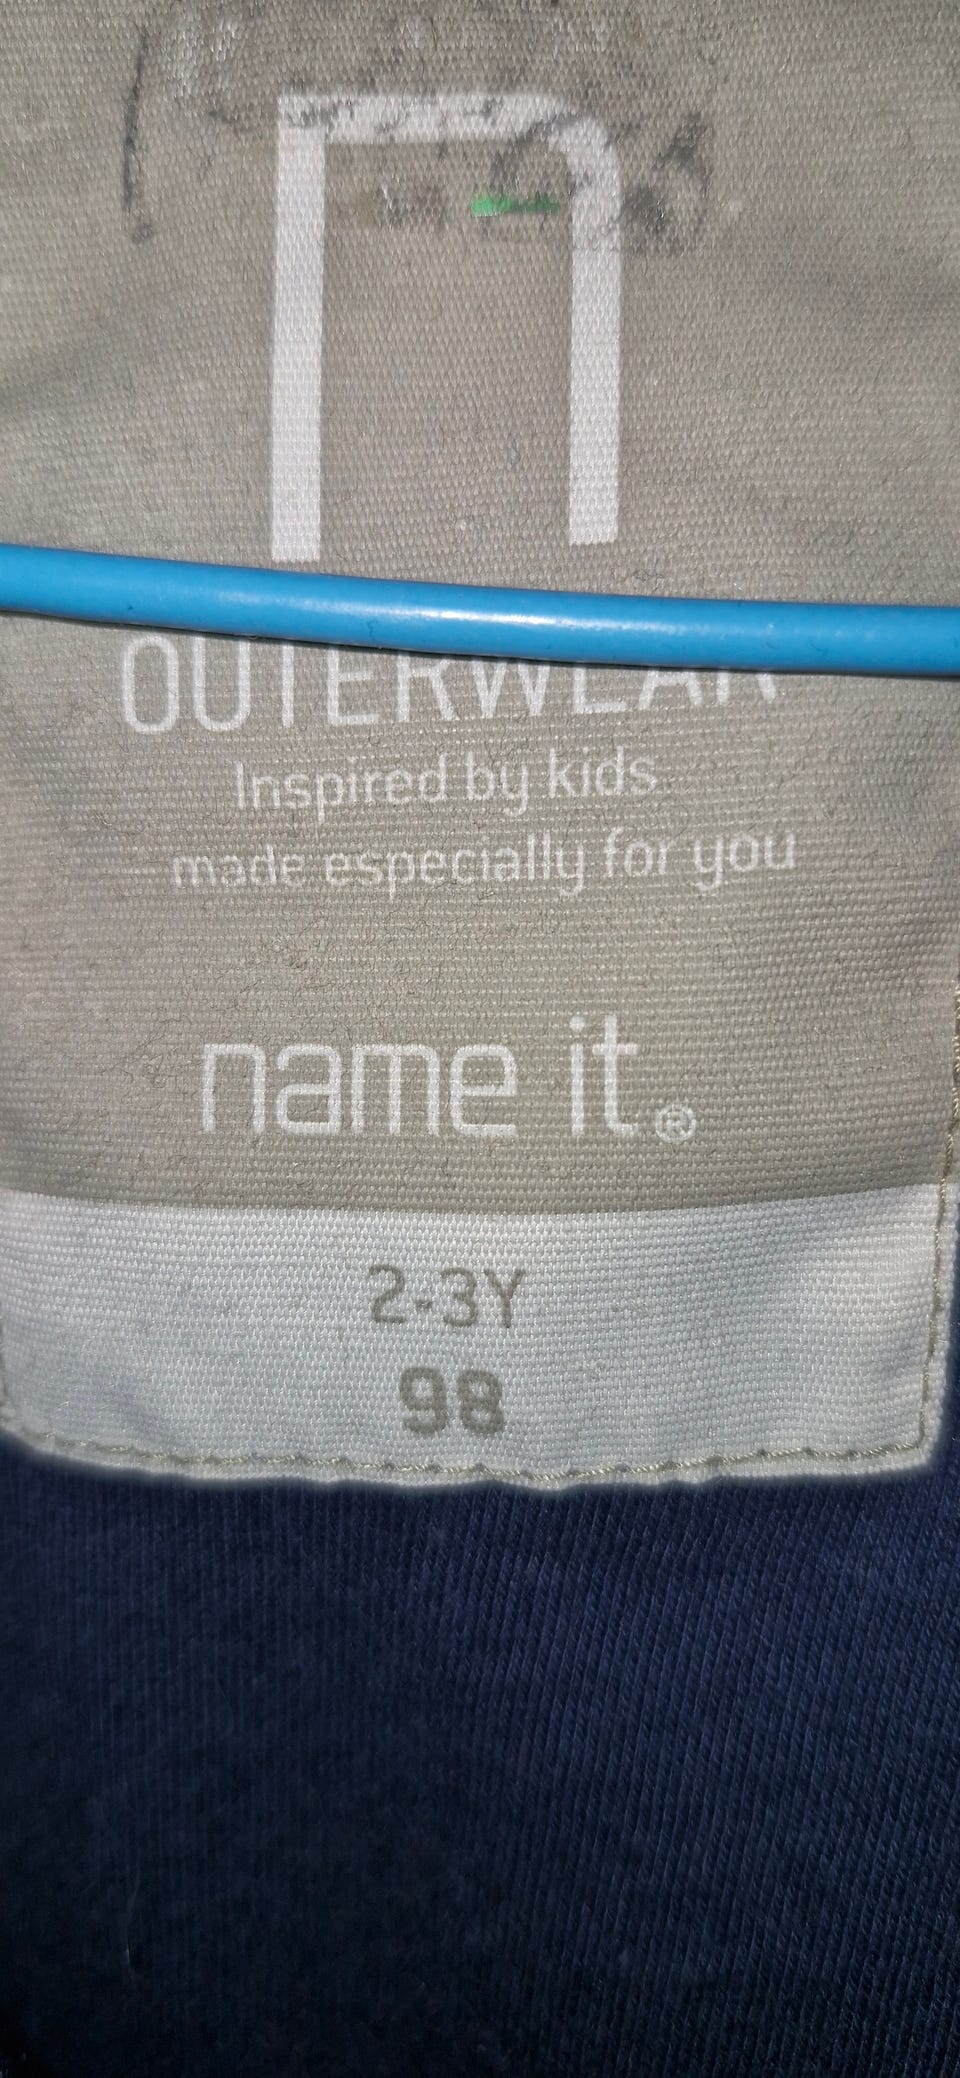 n
OUTERWEAR
Inspired by kids
made especially for you
name it®
2-3Y
98